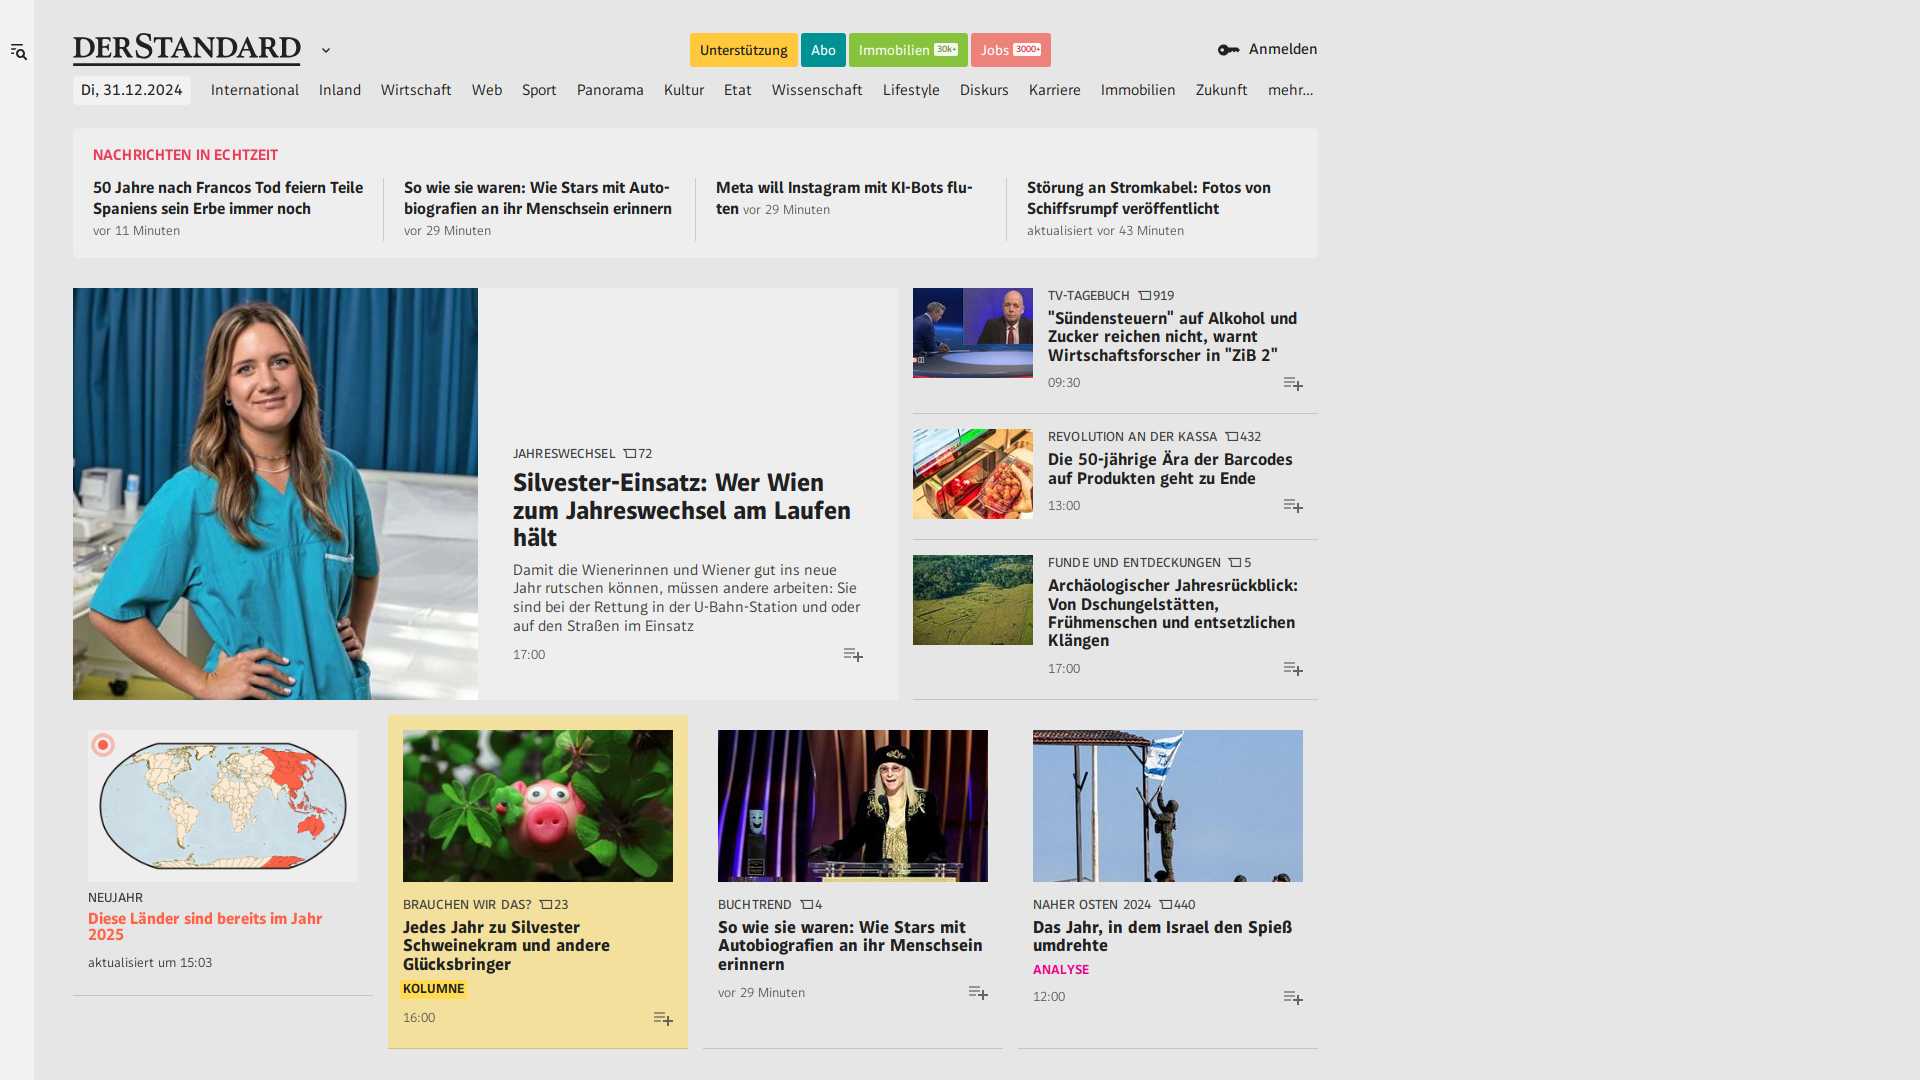 DERSTANDARD
Unterstützung
Abo
Immobilien 30k+
Jobs 3000+
Anmelden
Di, 31.12.2024
International
Inland
Wirtschaft
Web
Sport
Panorama
Kultur
Etat
Wissenschaft
Lifestyle
Diskurs
Karriere
Immobilien
Zukunft
mehr...
NACHRICHTEN IN ECHTZEIT
50 Jahre nach Francos Tod feiern Teile
Spaniens sein Erbe immer noch
vor 11 Minuten
So wie sie waren: Wie Stars mit Auto-
biografien an ihr Menschsein erinnern
vor 29 Minuten
Meta will Instagram mit KI-Bots flu-
ten vor 29 Minuten
Störung an Stromkabel: Fotos von
Schiffsrumpf veröffentlicht
aktualisiert vor 43 Minuten
JAHRESWECHSEL 72
Silvester-Einsatz: Wer Wien
zum Jahreswechsel am Laufen
hält
Damit die Wienerinnen und Wiener gut ins neue
Jahr rutschen können, müssen andere arbeiten: Sie
sind bei der Rettung in der U-Bahn-Station und oder
auf den Straßen im Einsatz
17:00
TV-TAGEBUCH 919
"Sündensteuern" auf Alkohol und
Zucker reichen nicht, warnt
Wirtschaftsforscher in "ZiB 2"
09:30
REVOLUTION AN DER KASSA 432
Die 50-jährige Ära der Barcodes
auf Produkten geht zu Ende
13:00
FUNDE UND ENTDECKUNGEN 5
Archäologischer Jahresrückblick:
Von Dschungelstätten,
Frühmenschen und entsetzlichen
Klängen
17:00
NEUJAHR
Diese Länder sind bereits im Jahr
2025
aktualisiert um 15:03
BRAUCHEN WIR DAS? 23
Jedes Jahr zu Silvester
Schweinekram und andere
Glücksbringer
KOLUMNE
16:00
BUCHTREND 4
So wie sie waren: Wie Stars mit
Autobiografien an ihr Menschsein
erinnern
vor 29 Minuten
NAHER OSTEN 2024 440
Das Jahr, in dem Israel den Spieß
umdrehte
ANALYSE
12:00